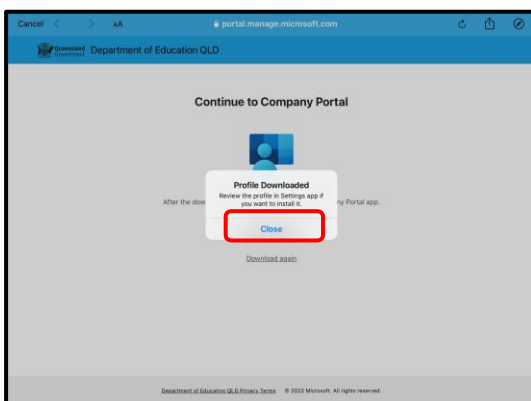 Cancel AA portal.manage.microsoft.com
Queensland Government Department of Education QLD
Continue to Company Portal
Profile Downloaded
Review the profile in Settings app if
you want to install it.
After the dow ny Portal app.
Close
Download again
Department of Education QLD Privacy Terms © 2022 Microsoft. All rights reserved.